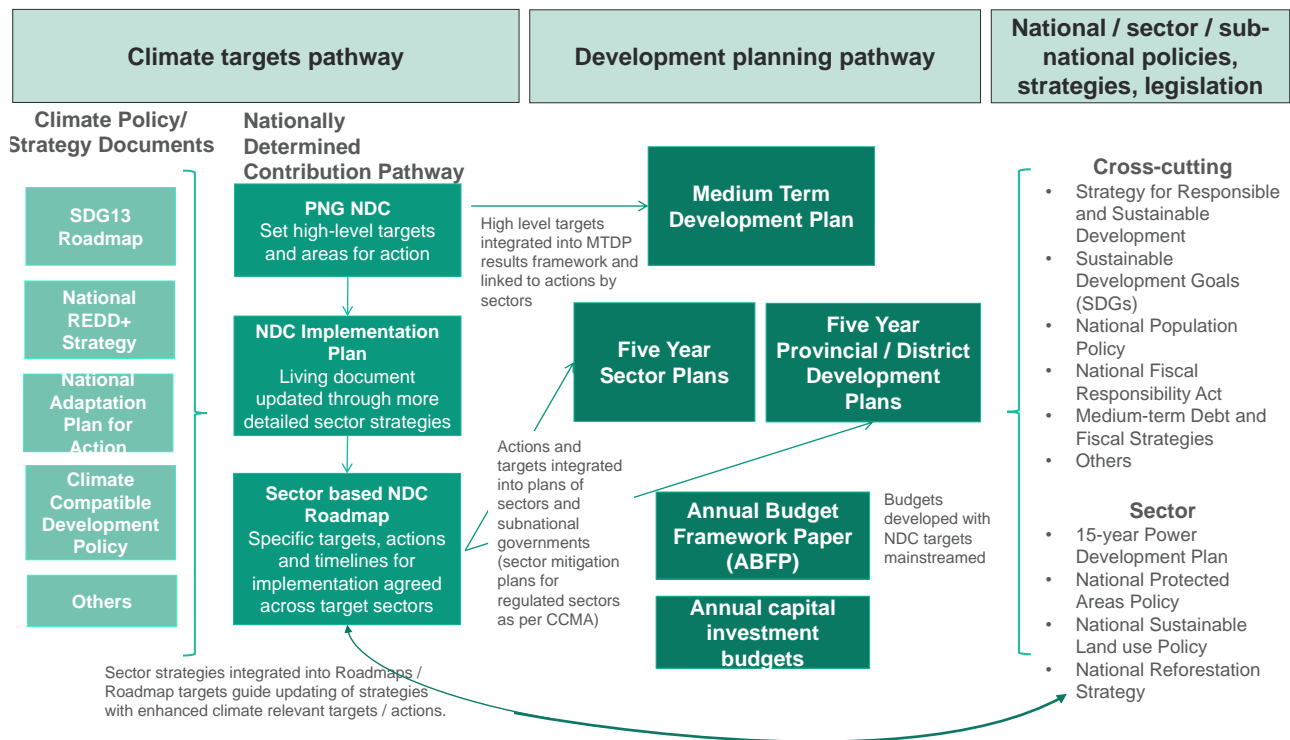 Climate targets pathway
Development planning pathway
National / sector / sub-
national policies,
strategies, legislation
Climate Policy/
Strategy Documents
SDG13
Roadmap
National
REDD+
Strategy
National
Adaptation
Plan for
Action
Climate
Compatible
Development
Policy
Others
Nationally
Determined
Contribution Pathway
PNG NDC
Set high-level targets
and areas for action
NDC Implementation
Plan
Living document
updated through more
detailed sector strategies
Sector based NDC
Roadmap
Specific targets, actions
and timelines for
implementation agreed
across target sectors
Sector strategies integrated into Roadmaps /
Roadmap targets guide updating of strategies
with enhanced climate relevant targets / actions.
High level targets
integrated into MTDP
results framework and
linked to actions by
sectors
Actions and
targets integrated
into plans of
sectors and
subnational
governments
(sector mitigation
plans for
regulated sectors
as per CCMA)
Medium Term
Development Plan
Five Year
Sector Plans
Five Year
Provincial / District
Development
Plans
Annual Budget
Framework Paper
(ABFP)
Budgets
developed with
NDC targets
mainstreamed
Annual capital
investment
budgets
Cross-cutting
• Strategy for Responsible
and Sustainable
Development
• Sustainable
Development Goals
(SDGs)
• National Population
Policy
• National Fiscal
Responsibility Act
• Medium-term Debt and
Fiscal Strategies
• Others
Sector
• 15-year Power
Development Plan
• National Protected
Areas Policy
• National Sustainable
Land use Policy
• National Reforestation
Strategy